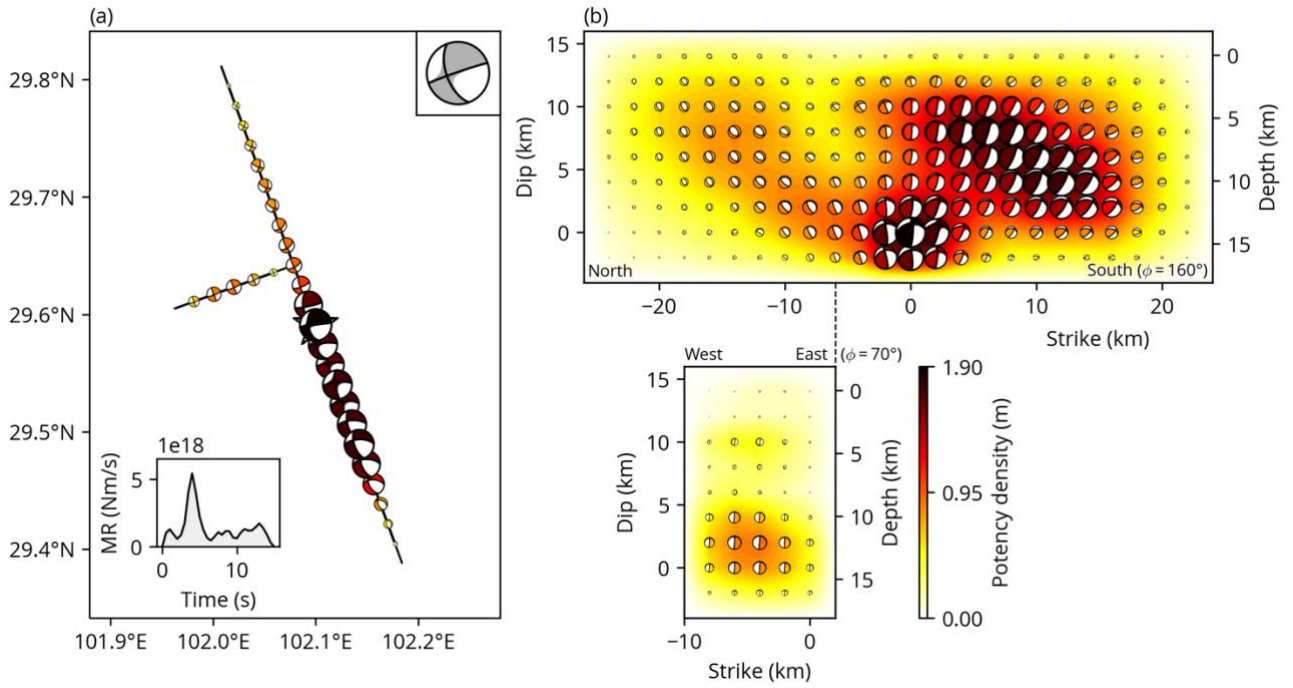 (a)
29.8°N
29.7°N
29.6°N
29.5°N
29.4°N
101.9°E
102.0°E
102.1°E
102.2°E
1e18
MR (Nm/s)
5
0
0
10
Time (s)
(b)
Dip (km)
15
10
5
0
0
5
10
15
Depth (km)
North
South (ϕ = 160°)
−20
−10
0
10
20
Strike (km)
West
East
(ϕ = 70°)
Dip (km)
15
10
5
0
0
5
10
15
Depth (km)
−10
0
Strike (km)
1.90
0.95
0.00
Potency density (m)